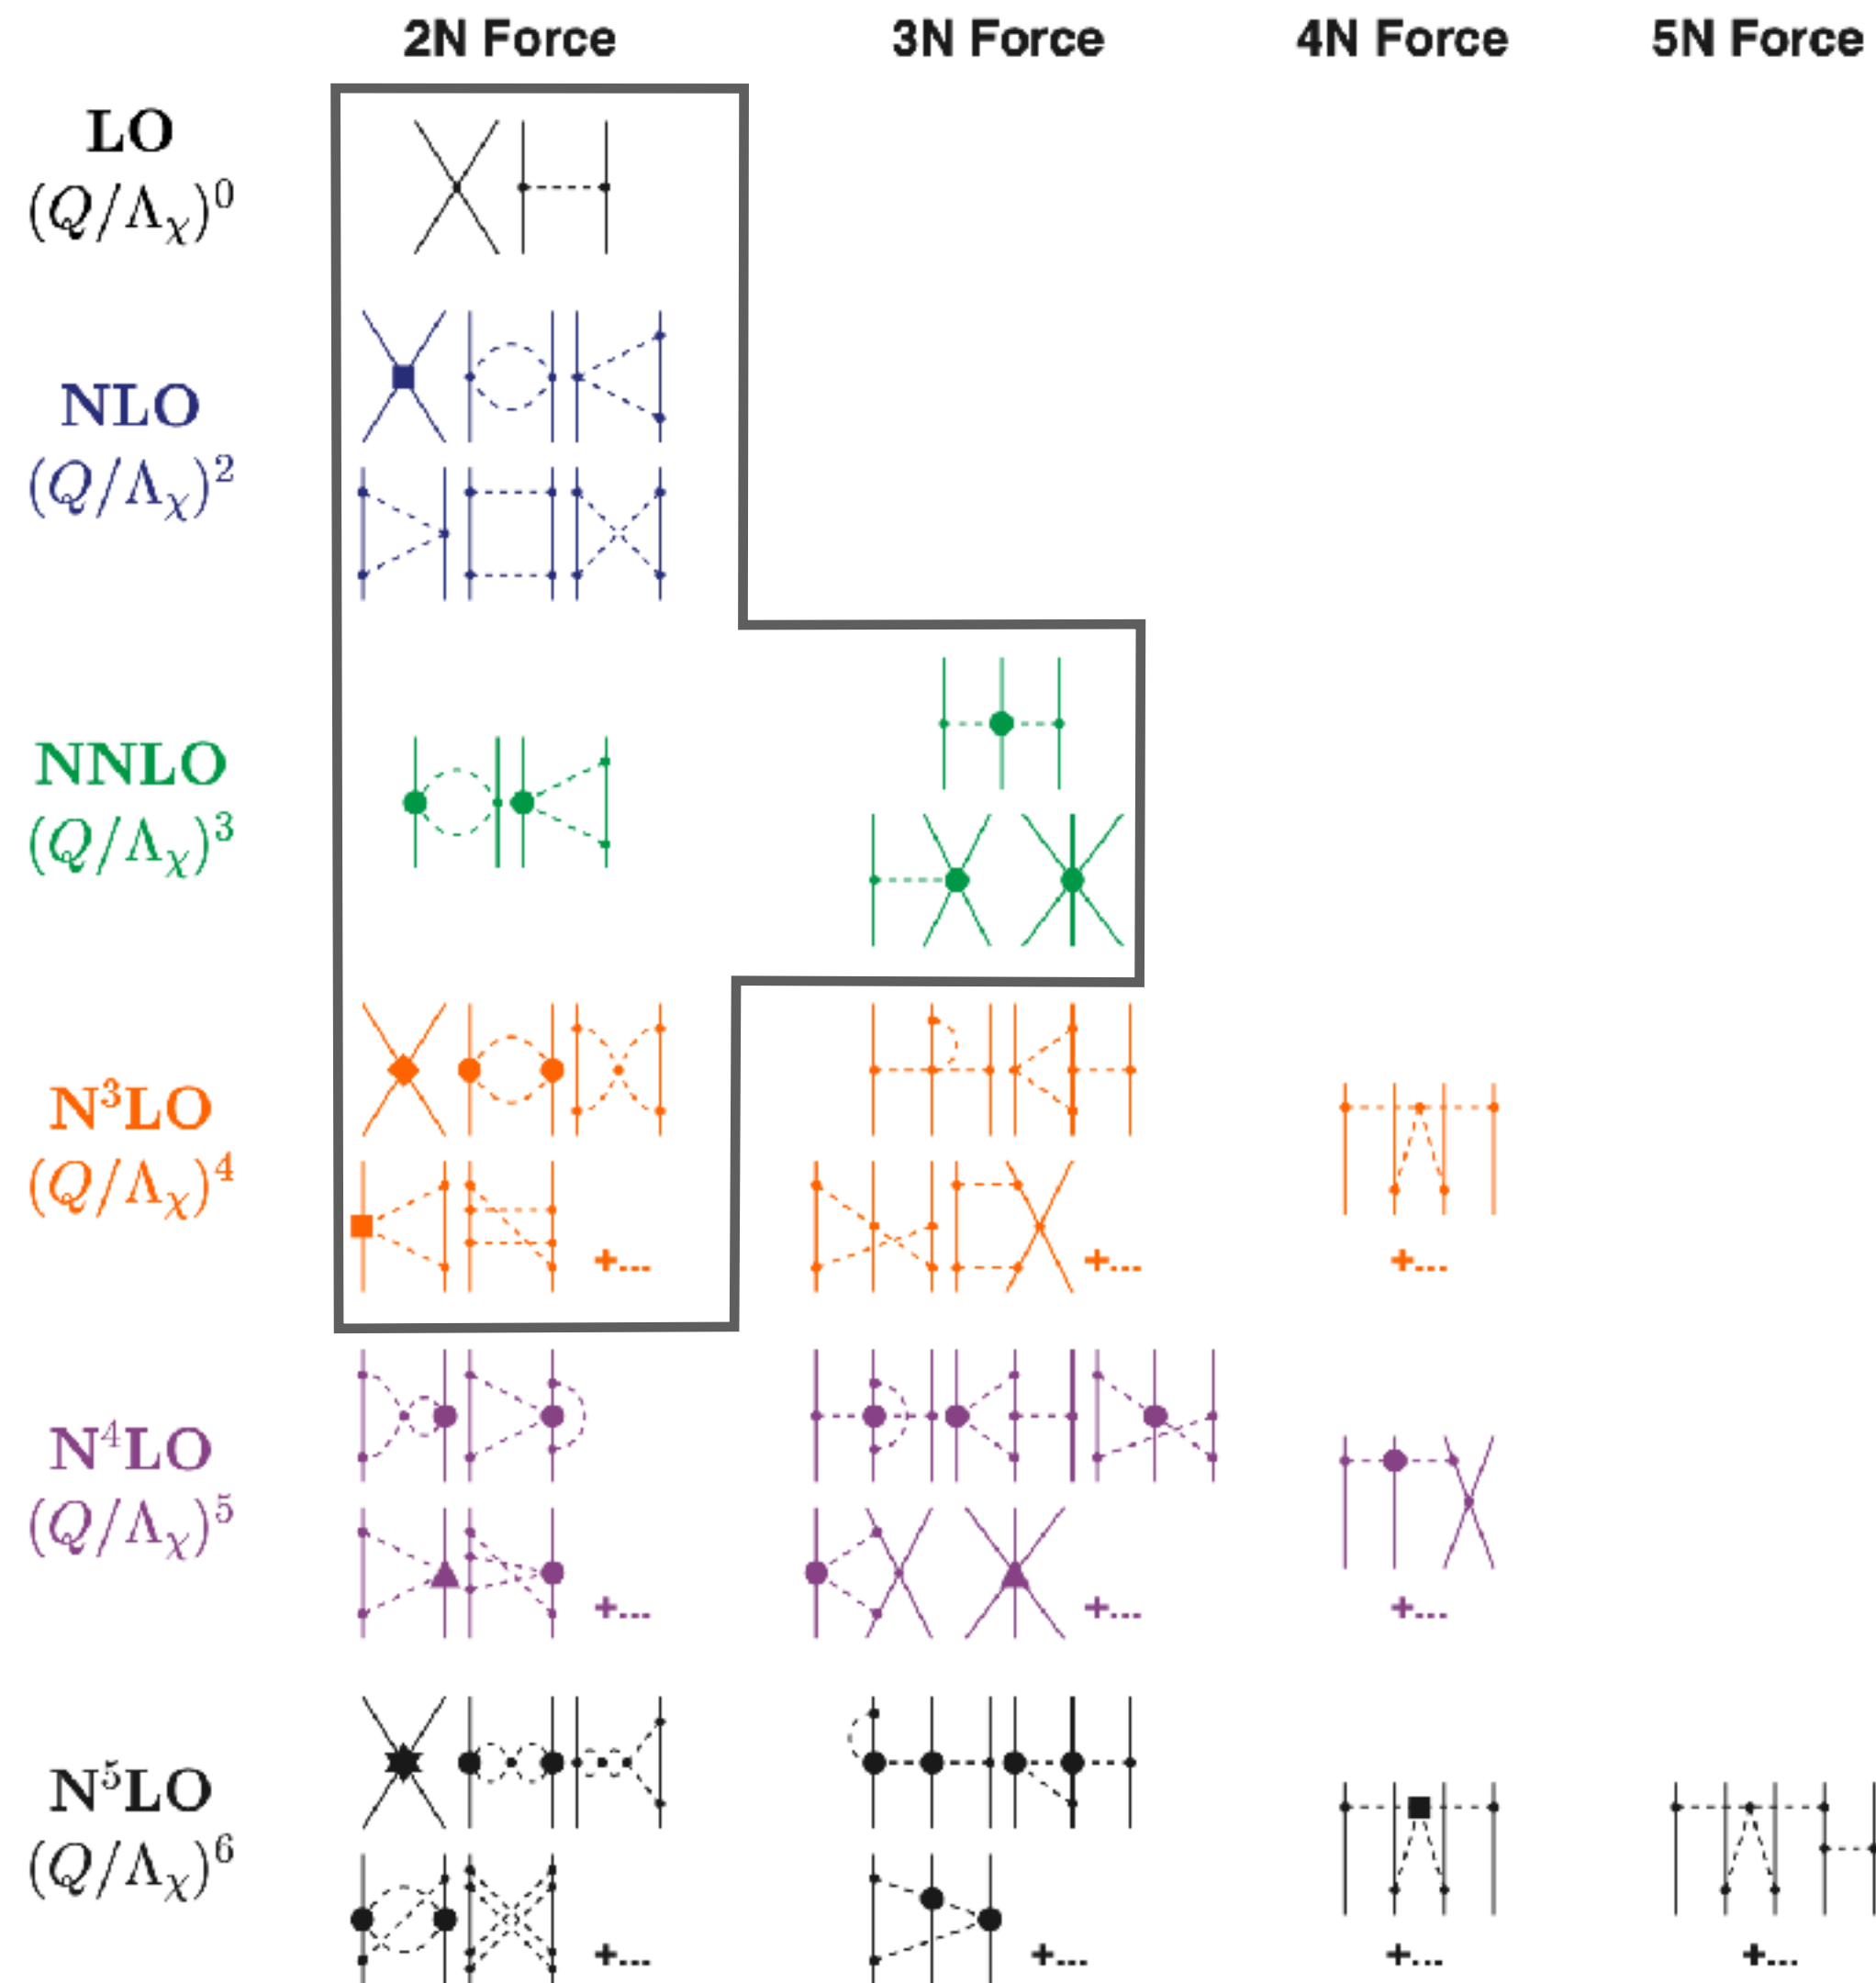 2N Force 3N Force 4N Force 5N Force
LO
(Q/Λχ)⁰
NLO
(Q/Λχ)²
NNLO
(Q/Λχ)³
N³LO
(Q/Λχ)⁴
+... +... +...
N⁴LO
(Q/Λχ)⁵
+... +... +...
N⁵LO
(Q/Λχ)⁶
+... +... +... +...